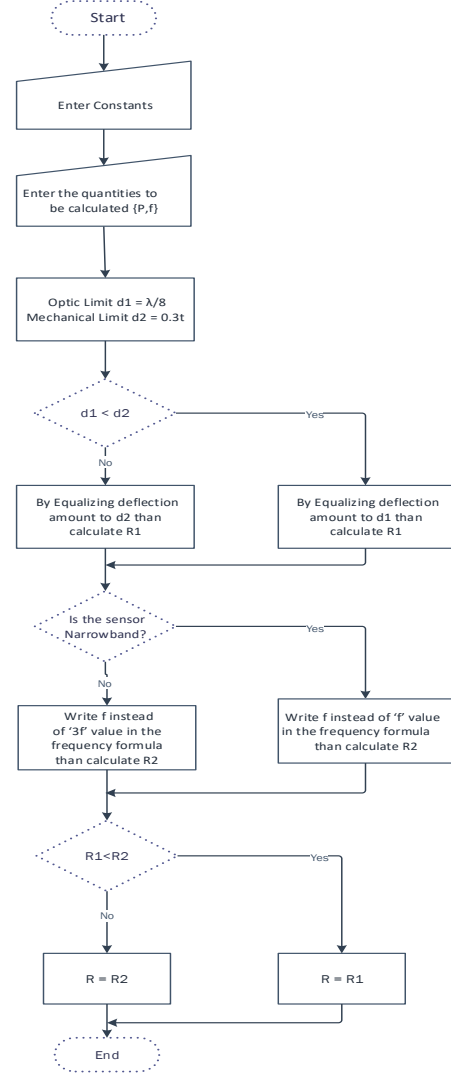 Start
Enter Constants
Enter the quantities to
be calculated {P,f}
Optic Limit d1 = λ/8
Mechanical Limit d2 = 0.3t
d1 < d2
Yes
No
By Equalizing deflection
amount to d2 than
calculate R1
By Equalizing deflection
amount to d1 than
calculate R1
Is the sensor
Narrowband?
Yes
No
Write f instead
of ‘3f’ value in the
frequency formula
than calculate R2
Write f instead of ‘f’ value
in the frequency formula
than calculate R2
R1<R2
Yes
No
R = R2
R = R1
End